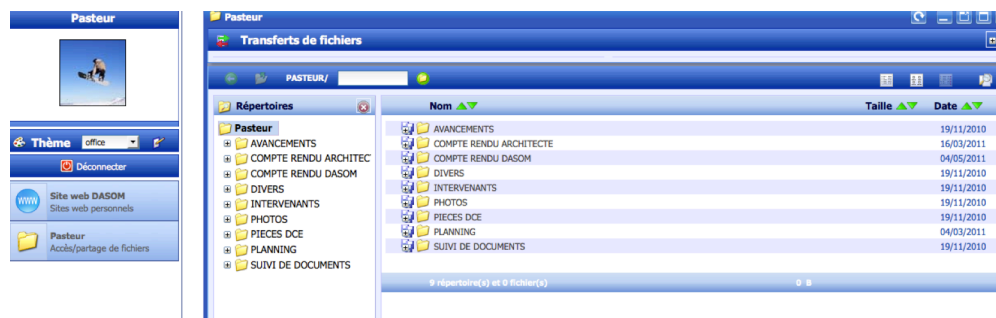 Pasteur
Thème office
Déconnecter
www
Site web DASOM
Sites web personnels
Pasteur
Accès/partage de fichiers
Pasteur
Transferts de fichiers
PASTEUR/
Répertoires
Pasteur
AVANCEMENTS
COMPTE RENDU ARCHITEC
COMPTE RENDU DASOM
DIVERS
INTERVENANTS
PHOTOS
PIECES DCE
PLANNING
SUIVI DE DOCUMENTS
Nom Taille Date
AVANCEMENTS 19/11/2010
COMPTE RENDU ARCHITECTE 16/03/2011
COMPTE RENDU DASOM 04/05/2011
DIVERS 19/11/2010
INTERVENANTS 19/11/2010
PHOTOS 19/11/2010
PIECES DCE 19/11/2010
PLANNING 04/03/2011
SUIVI DE DOCUMENTS 19/11/2010
9 répertoire(s) et 0 fichier(s) 0 B